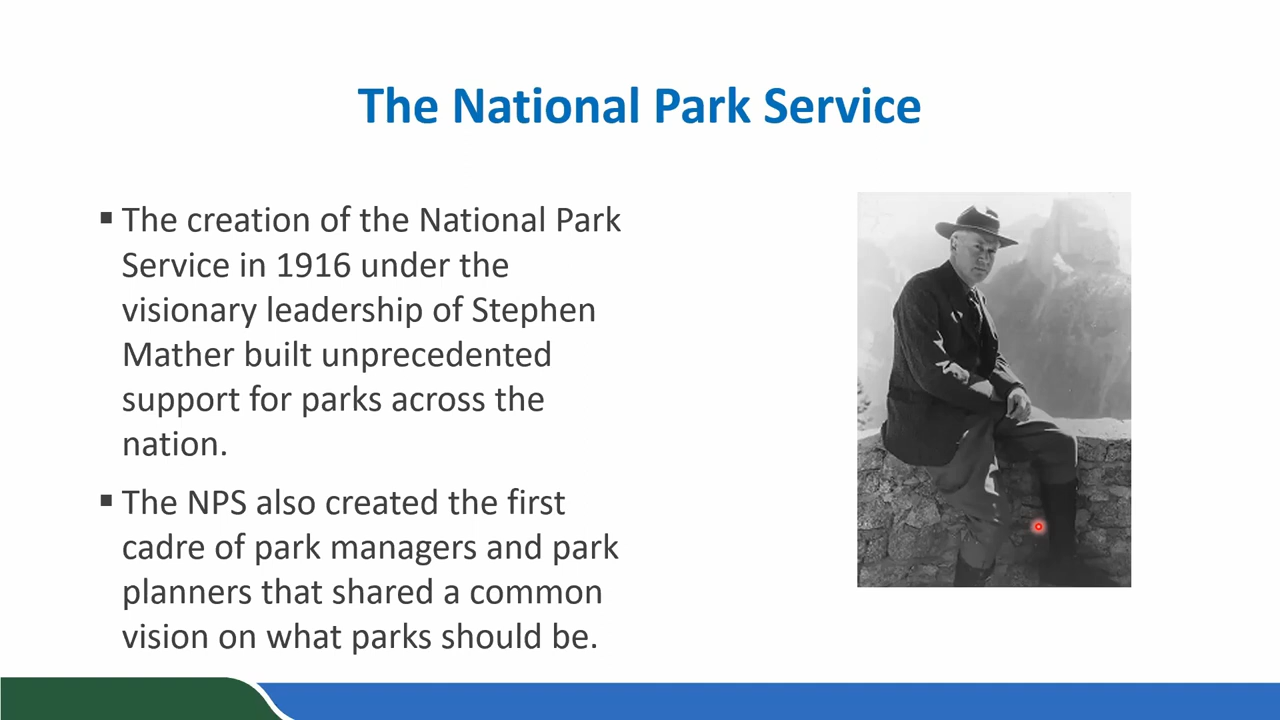 The National Park Service
▪ The creation of the National Park
Service in 1916 under the
visionary leadership of Stephen
Mather built unprecedented
support for parks across the
nation.
▪ The NPS also created the first
cadre of park managers and park
planners that shared a common
vision on what parks should be.